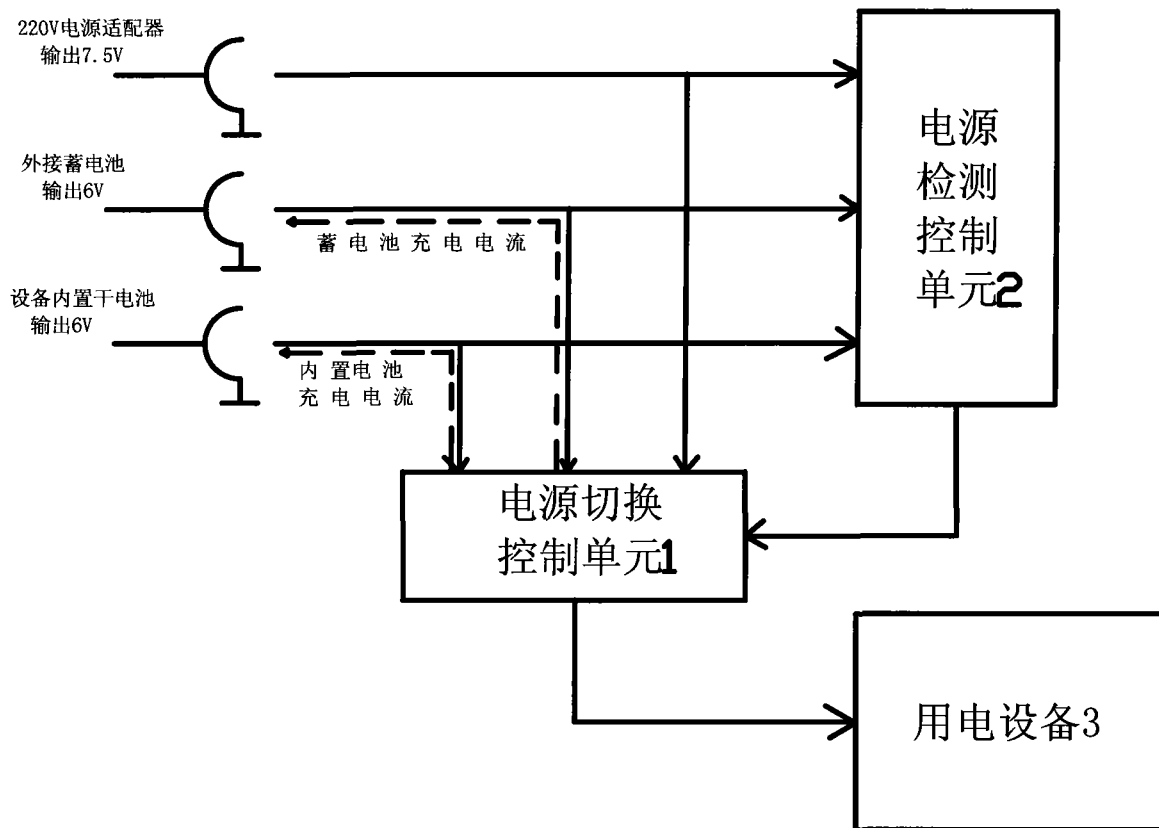 220V电源适配器
输出7.5V
外接蓄电池
输出6V
蓄电池充电电流
设备内置干电池
输出6V
内置电池
充电电流
电源
检测
控制
单元2
电源切换
控制单元1
用电设备3